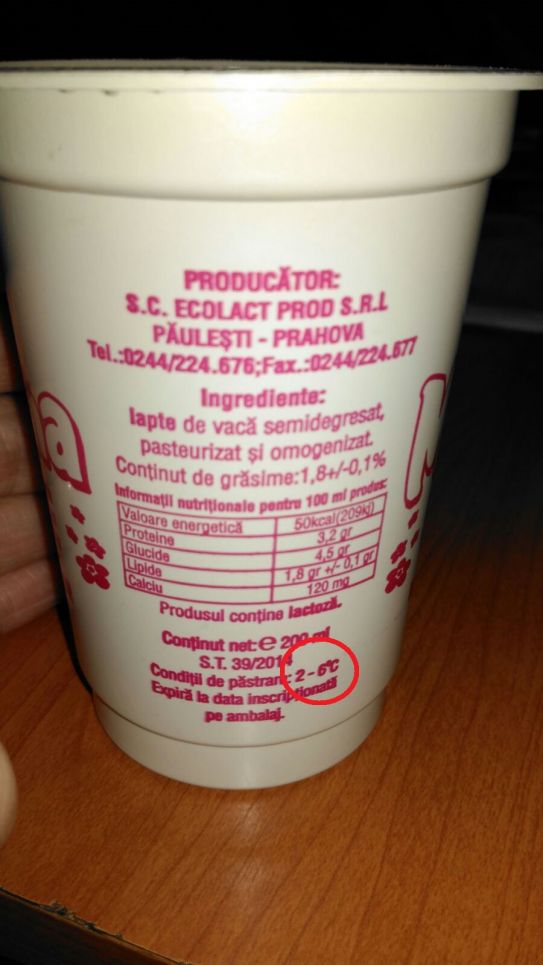 PRODUCĂTOR:
S.C. ECOLACT PROD S.R.L
PĂULEȘTI - PRAHOVA
Tel.:0244/224.676;Fax.:0244/224.677
Ingrediente:
lapte de vacă semidegresat,
pasteurizat și omogenizat.
Conținut de grăsime:1,8+/-0,1%
Informații nutriționale pentru 100 ml produs:
Valoare energetică 50kcal(209kj)
Proteine 3,2 gr
Glucide 4,5 gr
Lipide 1,8 gr +/- 0,1 gr
Calciu 120 mg
Produsul conține lactoză.
Conținut net:e 200 ml
S.T. 39/2014
Condiții de păstrare: 2 - 6°C
Expiră la data inscripționată
pe ambalaj.